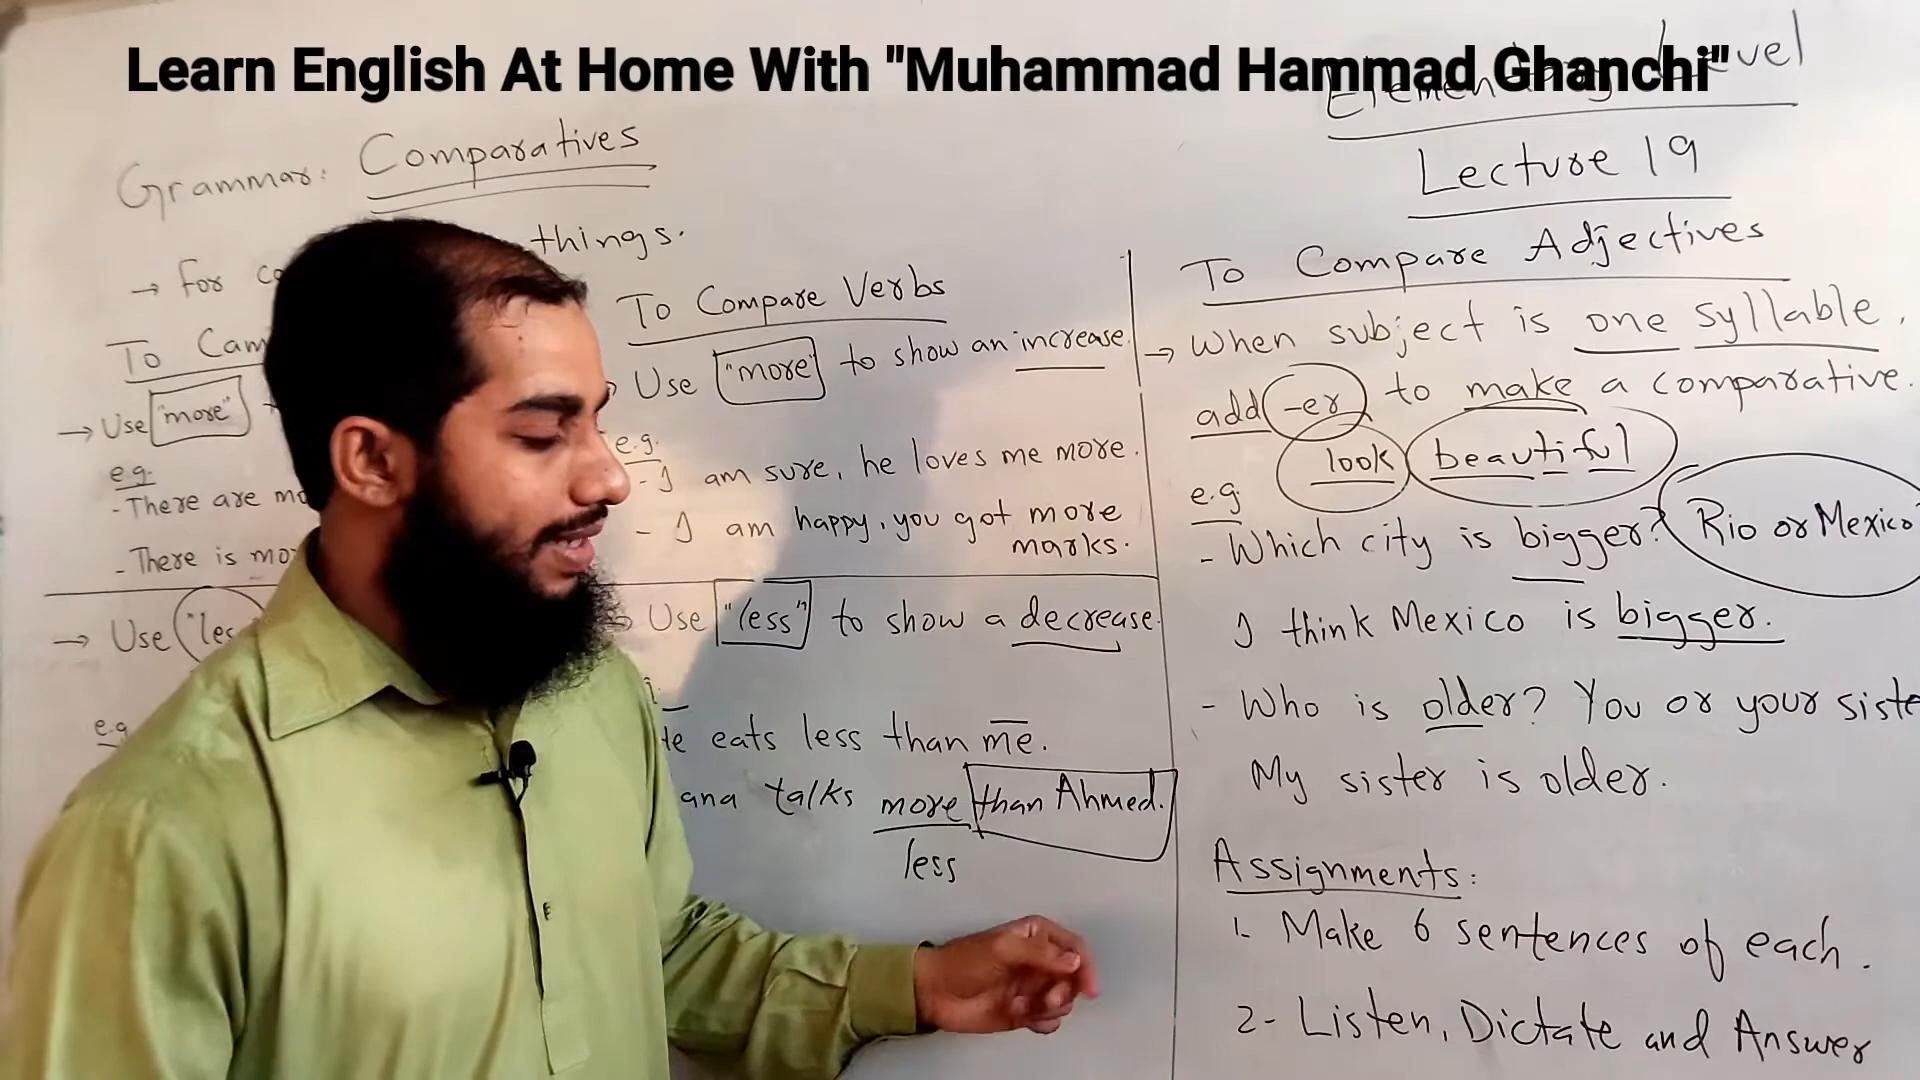 Learn English At Home With "Muhammad Hammad Ghanchi"
Level
Lecture 19
Grammar: Comparatives
→ for
things.
To
→ Use "more"
e.g.
- There are
- There is
→ Use
e.g
To Compare Verbs
Use "more" to show an increase.
e.g.
- I am sure, he loves me more.
- I am happy, you got more
marks.
Use "less" to show a decrease.
eats less than me.
talks more than Ahmed.
less
To Compare Adjectives
→ When subject is one syllable,
add -er to make a comparative.
look beautiful
e.g
- Which city is bigger? Rio or Mexico
I think Mexico is bigger.
- Who is older? You or your
My sister is older.
Assignments:
1. Make 6 sentences of each.
2- Listen, Dictate and Answer